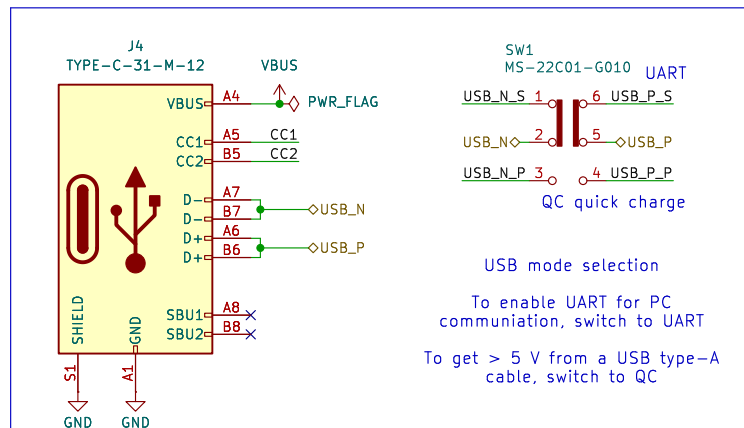 J4
TYPE-C-31-M-12
VBUS
VBUS A4
PWR_FLAG
CC1 A5 CC1
CC2 B5 CC2
D- A7
D- B7
USB_N
D+ A6
D+ B6
USB_P
SBU1 A8
SBU2 B8
SHIELD
GND
S1
A1
GND
GND
SW1
MS-22C01-G010
UART
USB_N_S 1 6 USB_P_S
USB_N 2 5 USB_P
USB_N_P 3 4 USB_P_P
QC quick charge
USB mode selection
To enable UART for PC
communiation, switch to UART
To get > 5 V from a USB type-A
cable, switch to QC